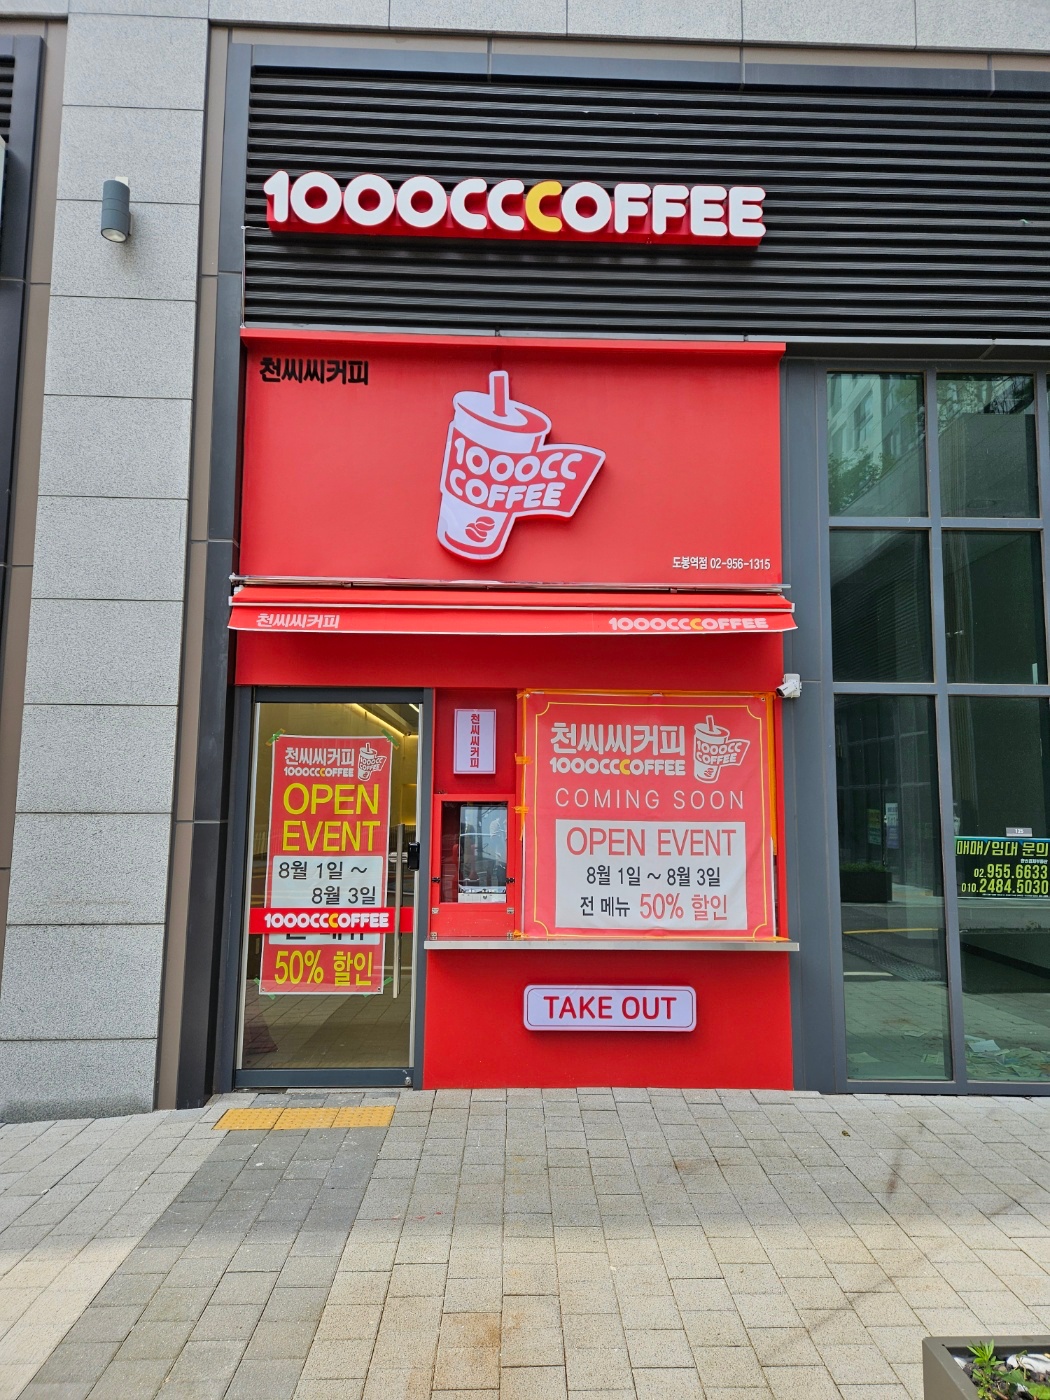 1000CCCOFFEE
천씨씨커피
1000CC
COFFEE
도봉역점 02-956-1315
천씨씨커피
1000CCCOFFEE
천씨씨커피
1000CCCOFFEE
1000CC
COFFEE
OPEN
EVENT
8월 1일 ~
8월 3일
1000CCCOFFEE
전 메뉴
50% 할인
천씨씨커피
천씨씨커피
1000CCCOFFEE
1000CC
COFFEE
COMING SOON
OPEN EVENT
8월 1일 ~ 8월 3일
전 메뉴 50% 할인
TAKE OUT
매매/임대 문의
02.955.6633
010.2484.5030